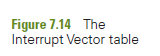 Figure 7.14 The
Interrupt Vector table